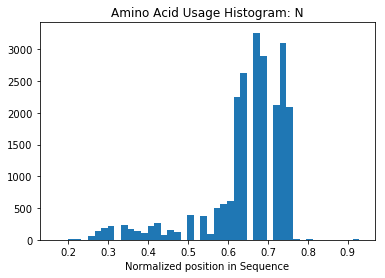 Amino Acid Usage Histogram: N
3000
2500
2000
1500
1000
500
0
0.2 0.3 0.4 0.5 0.6 0.7 0.8 0.9
Normalized position in Sequence